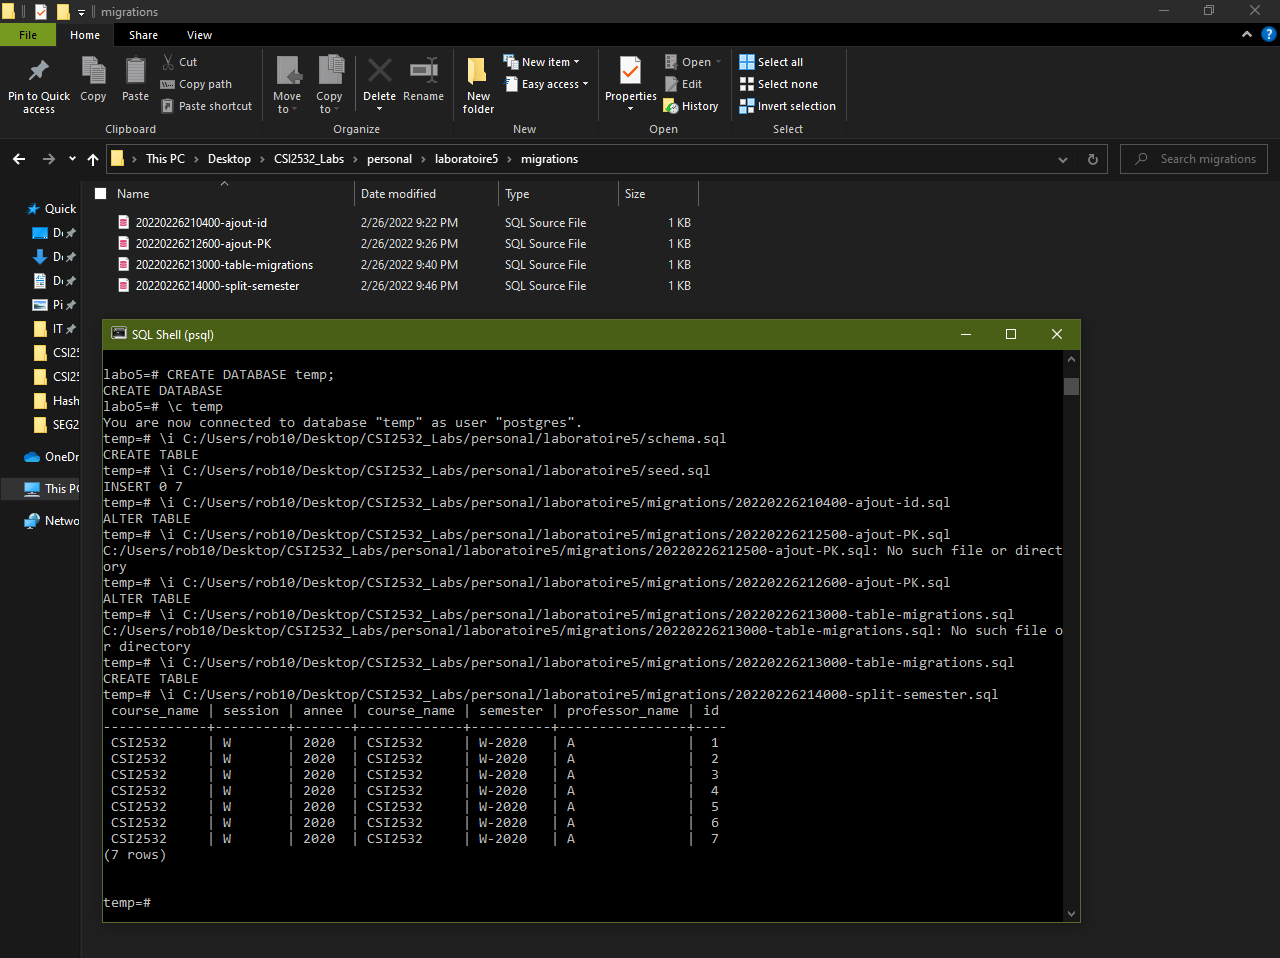 migrations
File Home Share View
Pin to Quick access
Copy
Paste
Cut
Copy path
Paste shortcut
Clipboard
Move to
Copy to
Delete
Rename
Organize
New folder
New item
Easy access
New
Properties
Open
Edit
History
Open
Select all
Select none
Invert selection
Select
This PC > Desktop > CSI2532_Labs > personal > laboratoire5 > migrations
Search migrations
Name Date modified Type Size
20220226210400-ajout-id 2/26/2022 9:22 PM SQL Source File 1 KB
20220226212600-ajout-PK 2/26/2022 9:26 PM SQL Source File 1 KB
20220226213000-table-migrations 2/26/2022 9:40 PM SQL Source File 1 KB
20220226214000-split-semester 2/26/2022 9:46 PM SQL Source File 1 KB
Quick
De
De
De
Pi
IT
CSI25
CSI25
Hash
SEG2
OneDr
This PC
Netwo
SQL Shell (psql)
labo5=# CREATE DATABASE temp;
CREATE DATABASE
labo5=# \c temp
You are now connected to database "temp" as user "postgres".
temp=# \i C:/Users/rob10/Desktop/CSI2532_Labs/personal/laboratoire5/schema.sql
CREATE TABLE
temp=# \i C:/Users/rob10/Desktop/CSI2532_Labs/personal/laboratoire5/seed.sql
INSERT 0 7
temp=# \i C:/Users/rob10/Desktop/CSI2532_Labs/personal/laboratoire5/migrations/20220226210400-ajout-id.sql
ALTER TABLE
temp=# \i C:/Users/rob10/Desktop/CSI2532_Labs/personal/laboratoire5/migrations/20220226212500-ajout-PK.sql
C:/Users/rob10/Desktop/CSI2532_Labs/personal/laboratoire5/migrations/20220226212500-ajout-PK.sql: No such file or direct
ory
temp=# \i C:/Users/rob10/Desktop/CSI2532_Labs/personal/laboratoire5/migrations/20220226212600-ajout-PK.sql
ALTER TABLE
temp=# \i C:/Users/rob10/Desktop/CSI2532_Labs/personal/laboratoire5/migrations/20220226213000-table-migrations.sql
C:/Users/rob10/Desktop/CSI2532_Labs/personal/laboratoire5/migrations/20220226213000-table-migrations.sql: No such file o
r directory
temp=# \i C:/Users/rob10/Desktop/CSI2532_Labs/personal/laboratoire5/migrations/20220226213000-table-migrations.sql
CREATE TABLE
temp=# \i C:/Users/rob10/Desktop/CSI2532_Labs/personal/laboratoire5/migrations/20220226214000-split-semester.sql
course_name | session | annee | course_name | semester | professor_name | id
-------------+---------+-------+-------------+----------+----------------+----
CSI2532 | W | 2020 | CSI2532 | W-2020 | A | 1
CSI2532 | W | 2020 | CSI2532 | W-2020 | A | 2
CSI2532 | W | 2020 | CSI2532 | W-2020 | A | 3
CSI2532 | W | 2020 | CSI2532 | W-2020 | A | 4
CSI2532 | W | 2020 | CSI2532 | W-2020 | A | 5
CSI2532 | W | 2020 | CSI2532 | W-2020 | A | 6
CSI2532 | W | 2020 | CSI2532 | W-2020 | A | 7
(7 rows)
temp=#